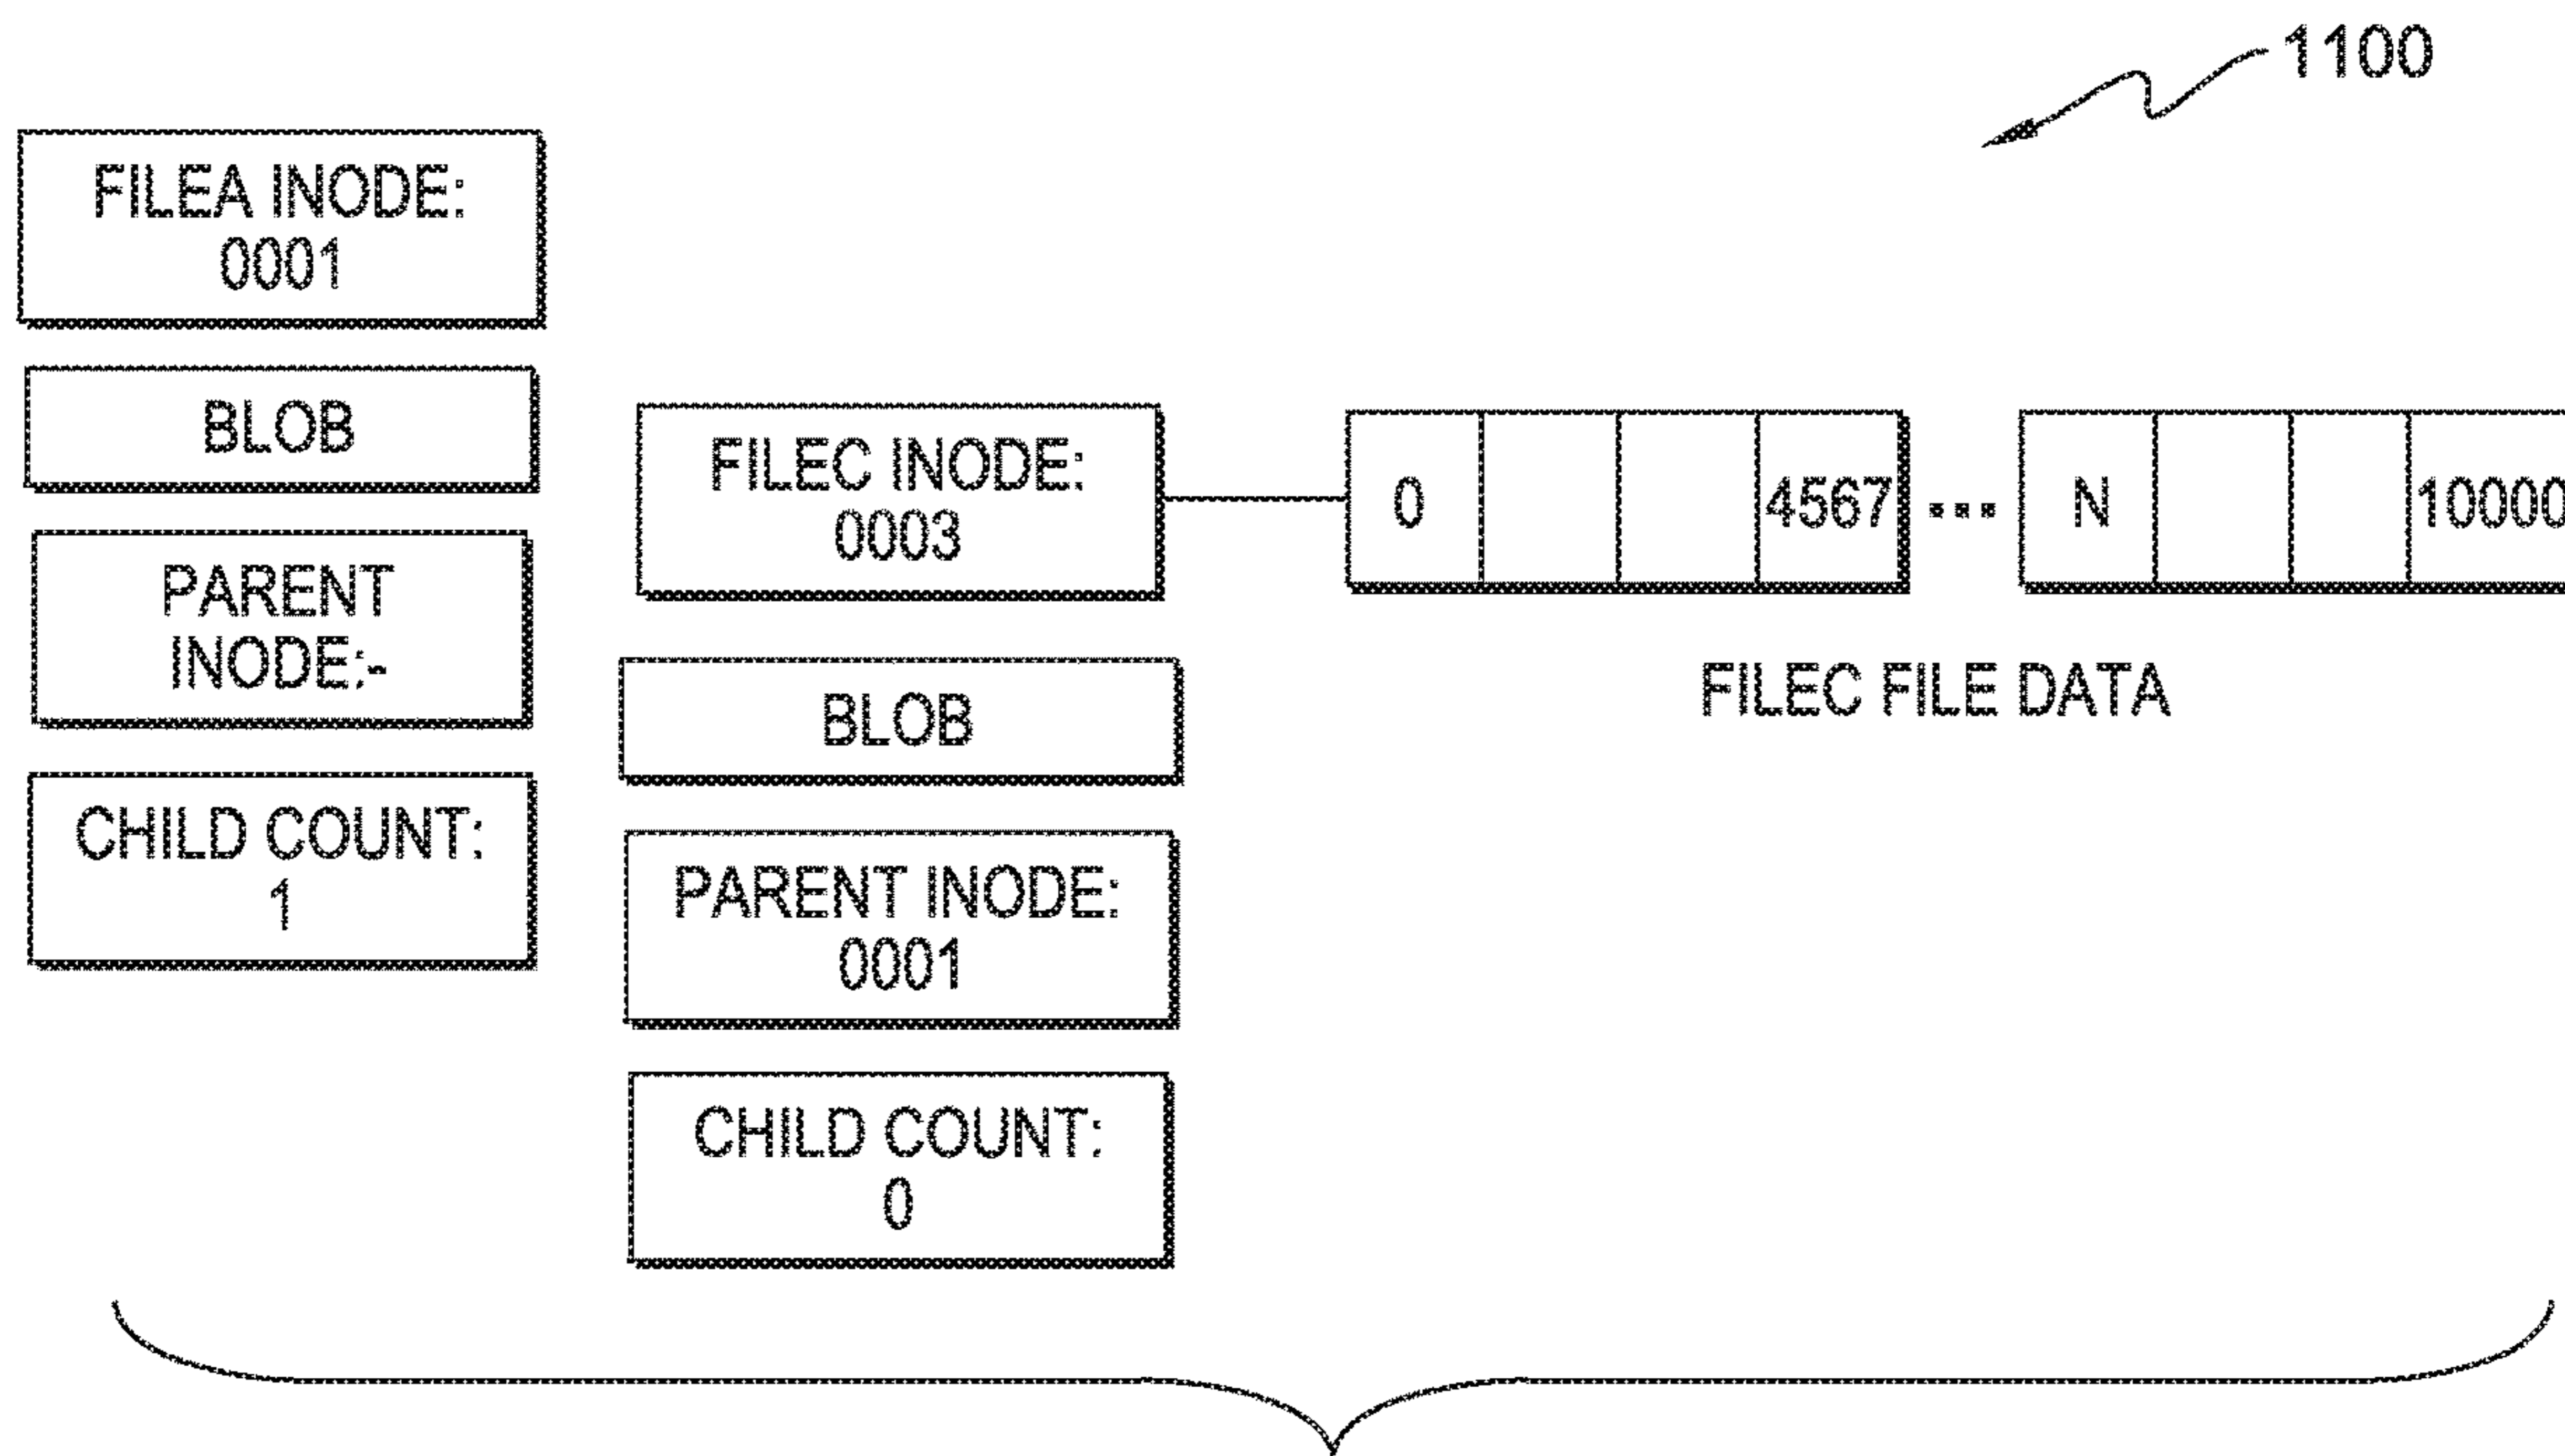 1100
FILEA INODE:
0001
BLOB
PARENT
INODE:-
CHILD COUNT:
1
FILEC INODE:
0003
BLOB
PARENT INODE:
0001
CHILD COUNT:
0
0 4567 ... N 10000
FILEC FILE DATA